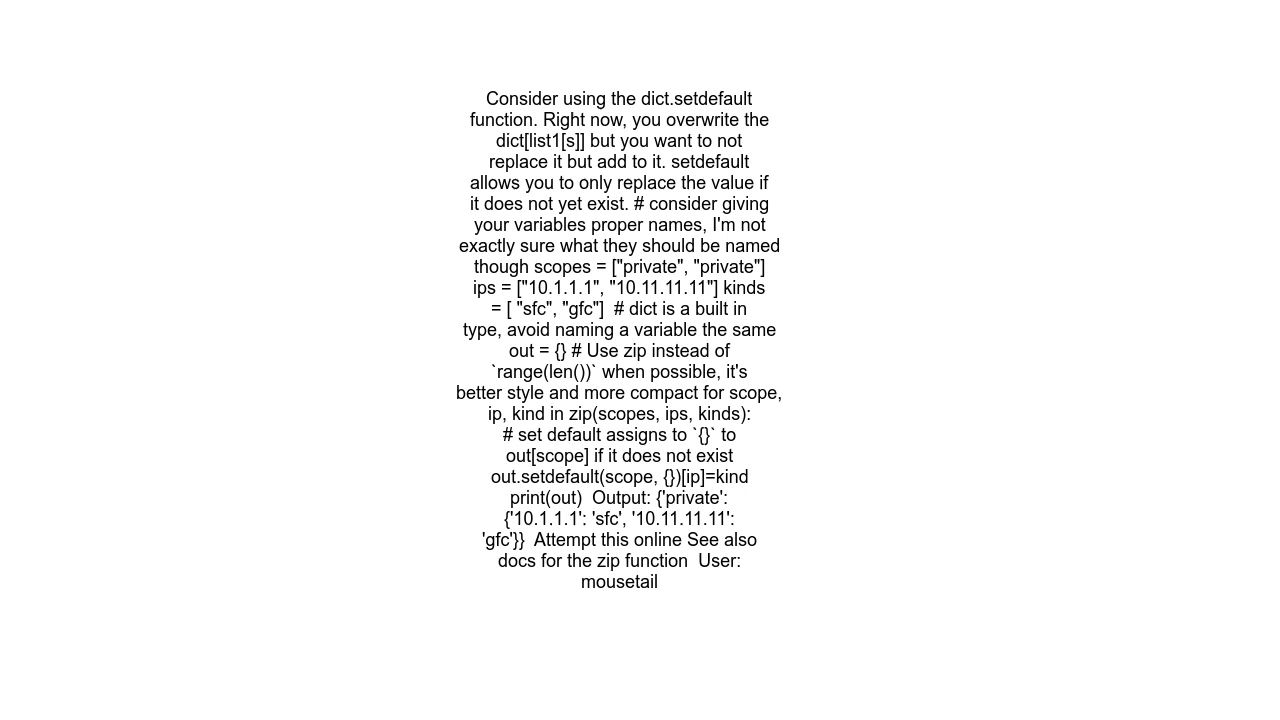 Consider using the dict.setdefault
function. Right now, you overwrite the
dict[list1[s]] but you want to not
replace it but add to it. setdefault
allows you to only replace the value if
it does not yet exist. # consider giving
your variables proper names, I'm not
exactly sure what they should be named
though scopes = ["private", "private"]
ips = ["10.1.1.1", "10.11.11.11"] kinds
= [ "sfc", "gfc"]  # dict is a built in
type, avoid naming a variable the same
out = {} # Use zip instead of
`range(len())` when possible, it's
better style and more compact for scope,
ip, kind in zip(scopes, ips, kinds):
# set default assigns to `{}` to
out[scope] if it does not exist
out.setdefault(scope, {})[ip]=kind
print(out)  Output: {'private':
{'10.1.1.1': 'sfc', '10.11.11.11':
'gfc'}}  Attempt this online See also
docs for the zip function  User:
mousetail